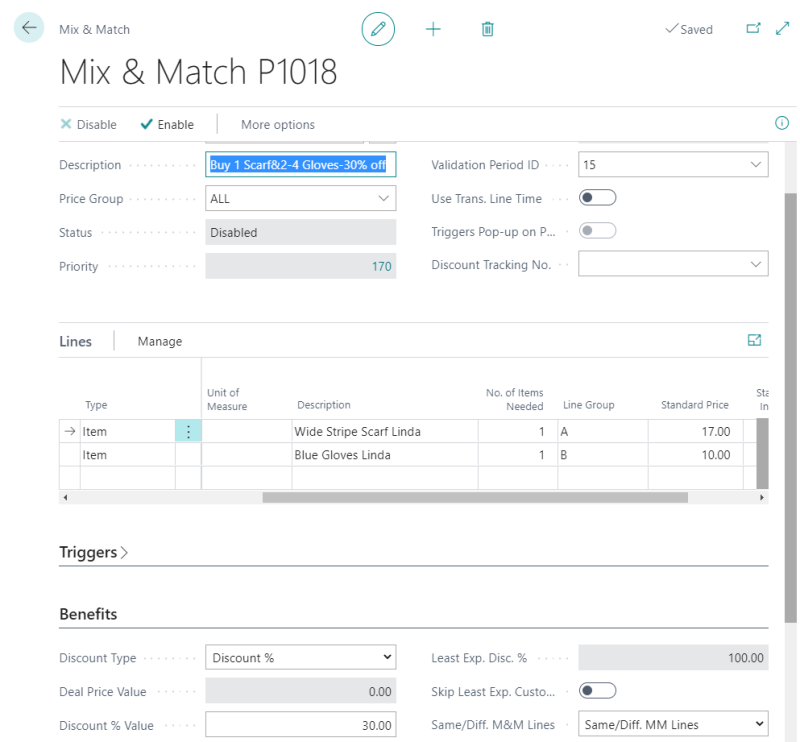 Mix & Match
Saved
Mix & Match P1018
Disable
Enable
More options
Description
Buy 1 Scarf&2-4 Gloves-30% off
Validation Period ID
15
Price Group
ALL
Use Trans. Line Time
Status
Disabled
Triggers Pop-up on P...
Priority
170
Discount Tracking No.
Lines
Manage
Type
Unit of Measure
Description
No. of Items Needed
Line Group
Standard Price
Sta
In
Item
Wide Stripe Scarf Linda
1
A
17.00
Item
Blue Gloves Linda
1
B
10.00
Triggers
Benefits
Discount Type
Discount %
Least Exp. Disc. %
100.00
Deal Price Value
0.00
Skip Least Exp. Custo...
Discount % Value
30.00
Same/Diff. M&M Lines
Same/Diff. MM Lines